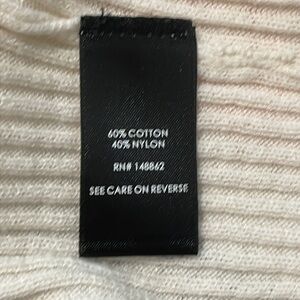 60% COTTON
40% NYLON
RN# 148862
SEE CARE ON REVERSE